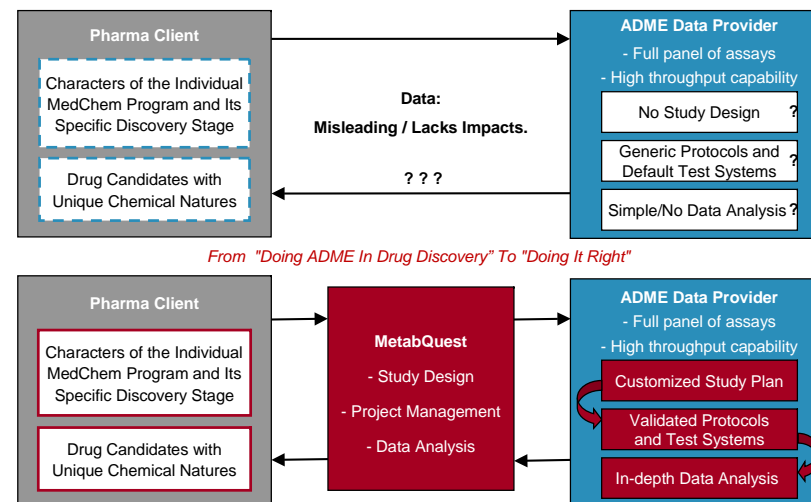 Pharma Client
Characters of the Individual
MedChem Program and Its
Specific Discovery Stage
Drug Candidates with
Unique Chemical Natures
Data:
Misleading / Lacks Impacts.
? ? ?
ADME Data Provider
- Full panel of assays
- High throughput capability
No Study Design ?
Generic Protocols and
Default Test Systems ?
Simple/No Data Analysis ?
From "Doing ADME In Drug Discovery” To "Doing It Right"
Pharma Client
Characters of the Individual
MedChem Program and Its
Specific Discovery Stage
Drug Candidates with
Unique Chemical Natures
MetabQuest
- Study Design
- Project Management
- Data Analysis
ADME Data Provider
- Full panel of assays
- High throughput capability
Customized Study Plan
Validated Protocols
and Test Systems
In-depth Data Analysis